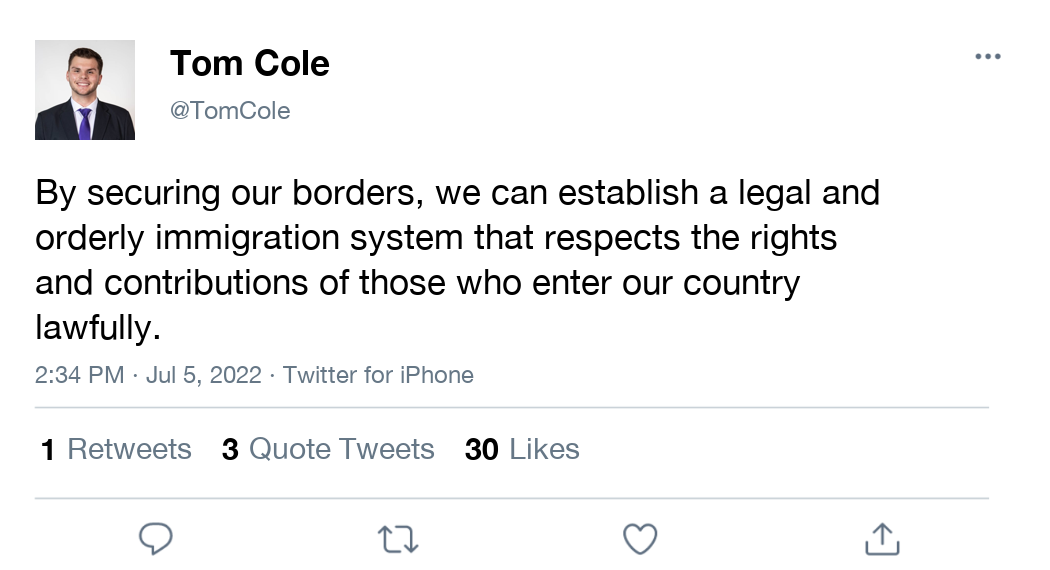 Tom Cole
@TomCole
By securing our borders, we can establish a legal and
orderly immigration system that respects the rights
and contributions of those who enter our country
lawfully.
2:34 PM · Jul 5, 2022 · Twitter for iPhone
1 Retweets 3 Quote Tweets 30 Likes